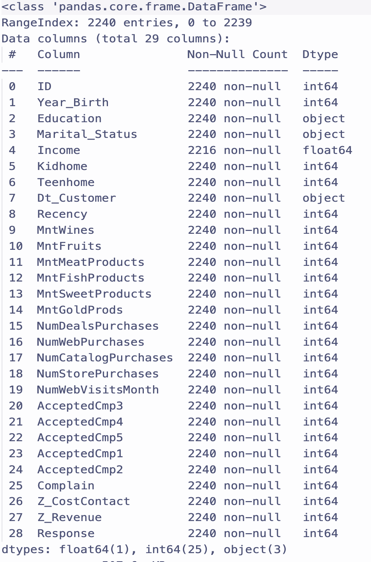 <class 'pandas.core.frame.DataFrame'>
RangeIndex: 2240 entries, 0 to 2239
Data columns (total 29 columns):
 #   Column               Non-Null Count  Dtype
---  ------               --------------  -----
 0   ID                   2240 non-null   int64
 1   Year_Birth           2240 non-null   int64
 2   Education            2240 non-null   object
 3   Marital_Status       2240 non-null   object
 4   Income               2216 non-null   float64
 5   Kidhome              2240 non-null   int64
 6   Teenhome             2240 non-null   int64
 7   Dt_Customer          2240 non-null   object
 8   Recency              2240 non-null   int64
 9   MntWines             2240 non-null   int64
 10  MntFruits            2240 non-null   int64
 11  MntMeatProducts      2240 non-null   int64
 12  MntFishProducts      2240 non-null   int64
 13  MntSweetProducts     2240 non-null   int64
 14  MntGoldProds         2240 non-null   int64
 15  NumDealsPurchases    2240 non-null   int64
 16  NumWebPurchases      2240 non-null   int64
 17  NumCatalogPurchases  2240 non-null   int64
 18  NumStorePurchases    2240 non-null   int64
 19  NumWebVisitsMonth    2240 non-null   int64
 20  AcceptedCmp3         2240 non-null   int64
 21  AcceptedCmp4         2240 non-null   int64
 22  AcceptedCmp5         2240 non-null   int64
 23  AcceptedCmp1         2240 non-null   int64
 24  AcceptedCmp2         2240 non-null   int64
 25  Complain             2240 non-null   int64
 26  Z_CostContact        2240 non-null   int64
 27  Z_Revenue            2240 non-null   int64
 28  Response             2240 non-null   int64
dtypes: float64(1), int64(25), object(3)